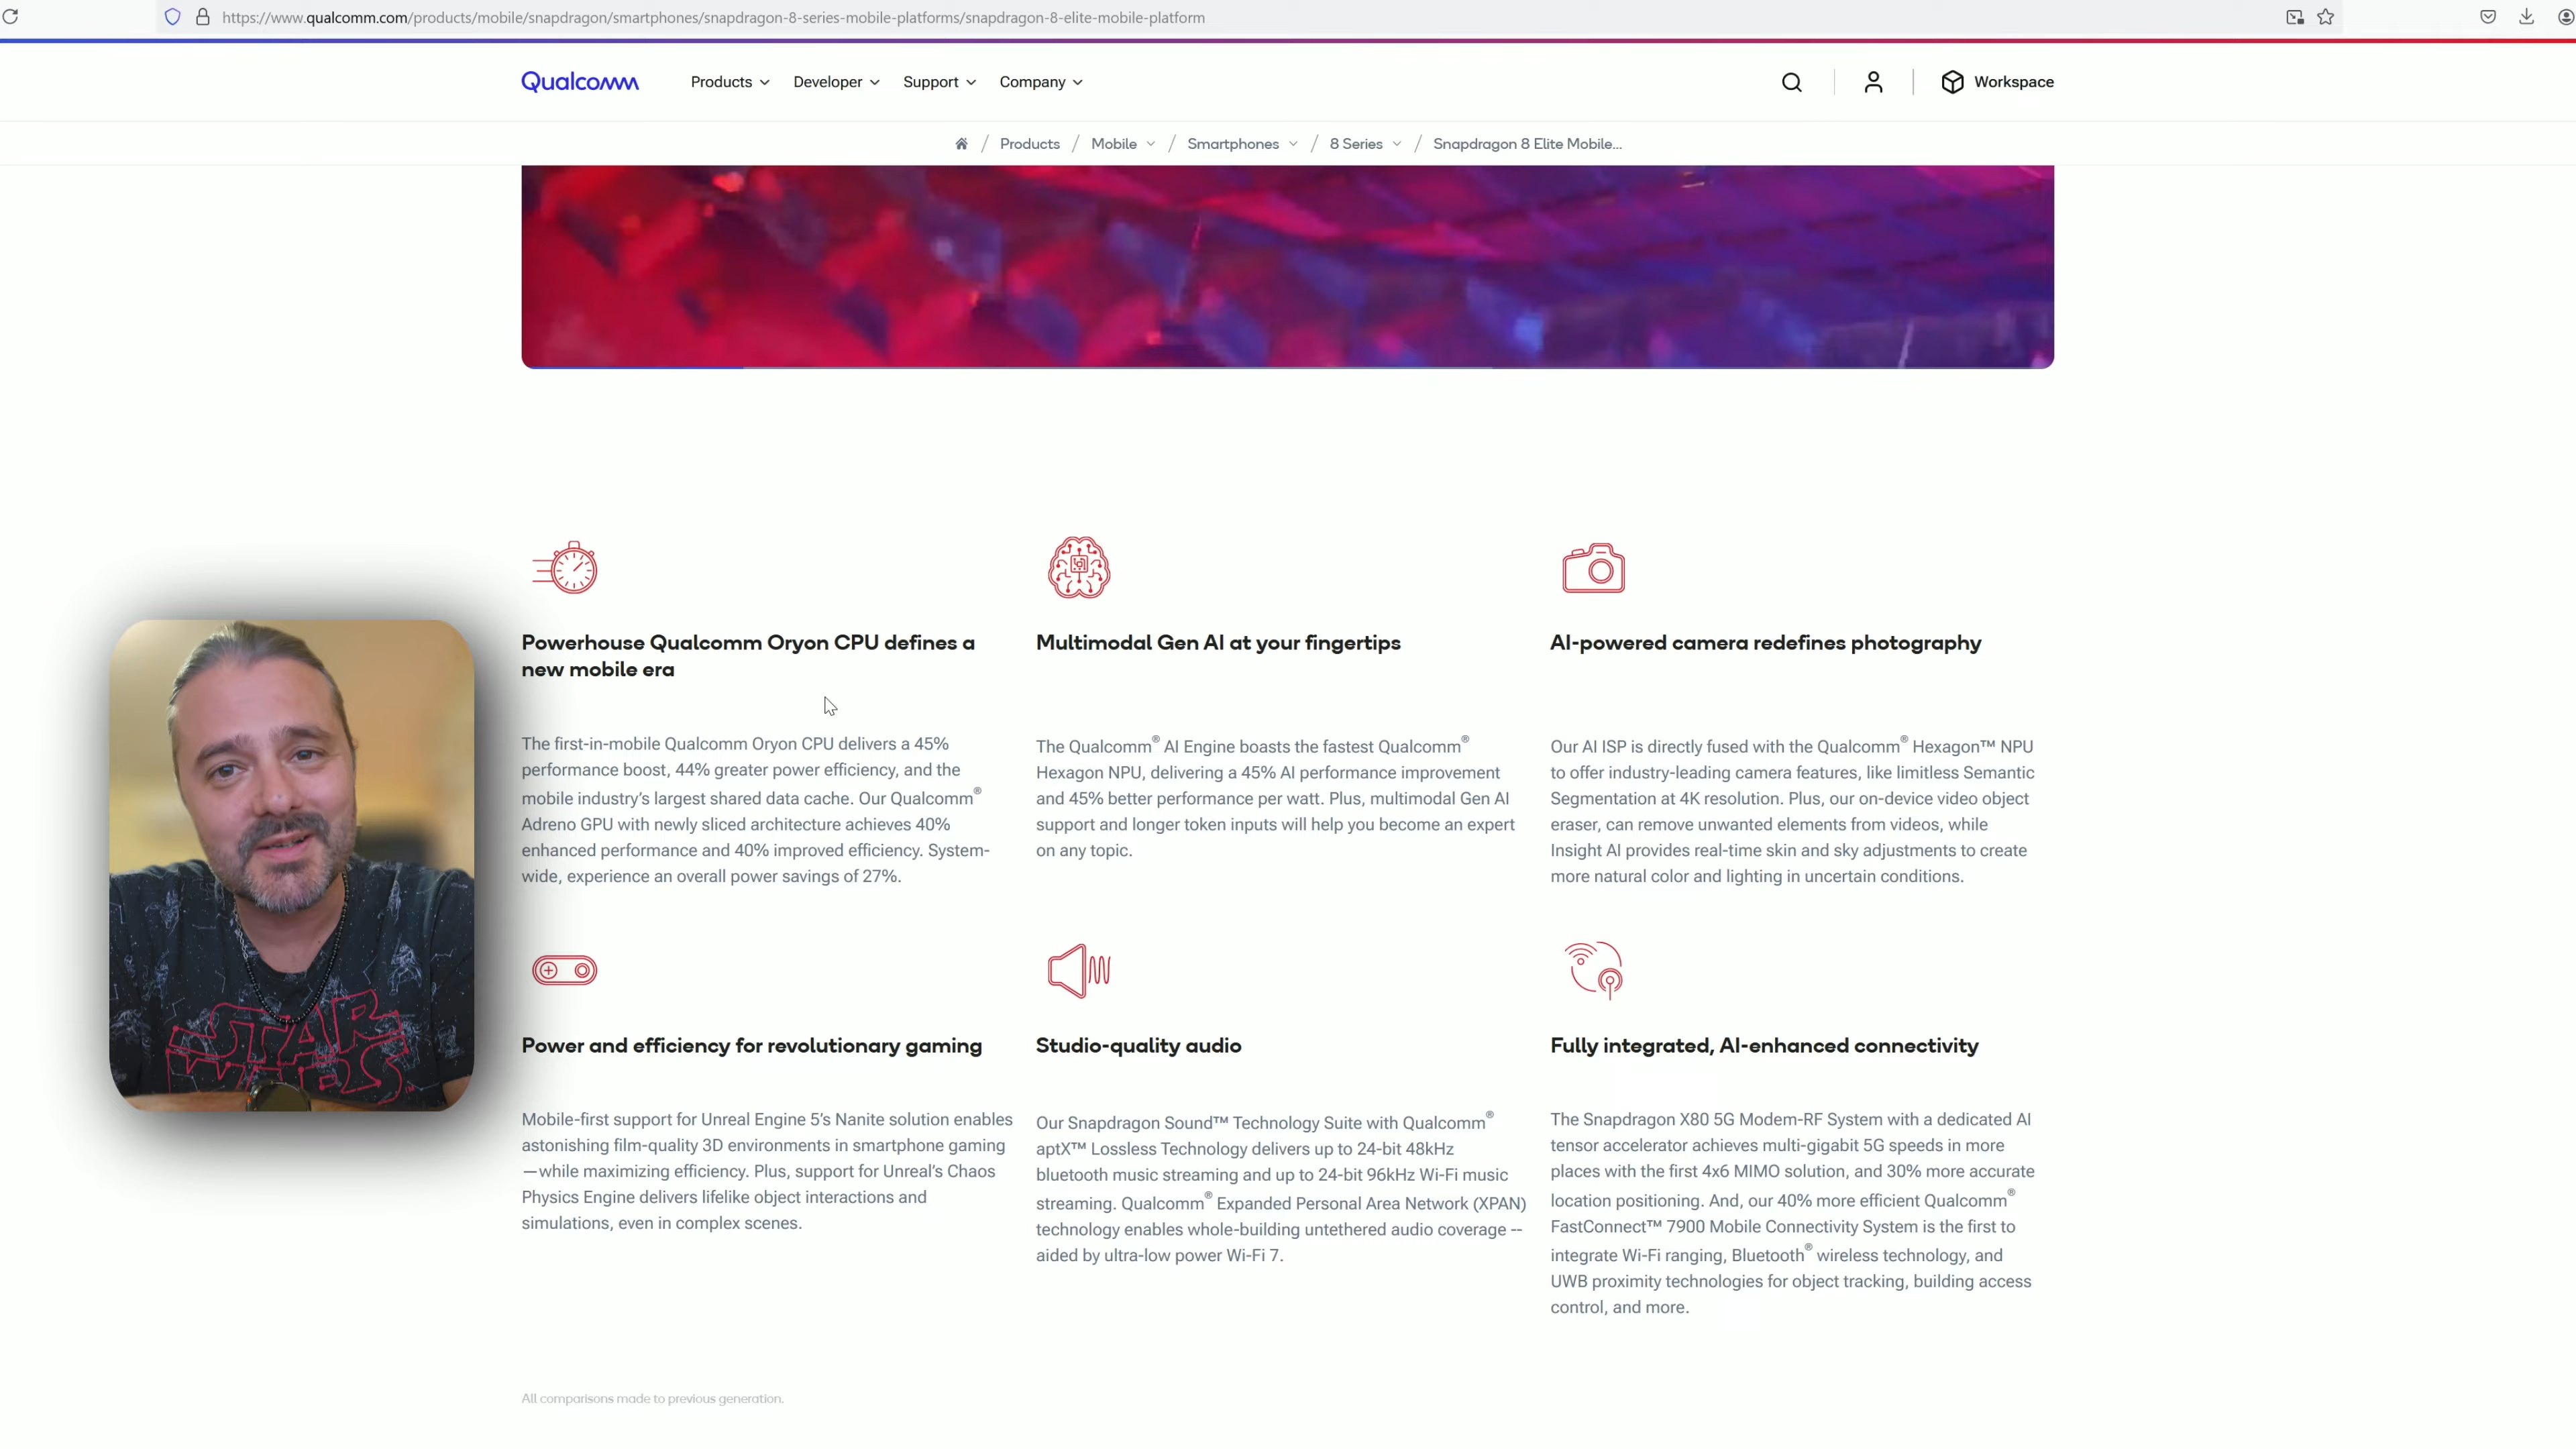 https://www.qualcomm.com/products/mobile/snapdragon/smartphones/snapdragon-8-series-mobile-platforms/snapdragon-8-elite-mobile-platform
Qualcomm
Products
Developer
Support
Company
Workspace
/ Products / Mobile / Smartphones / 8 Series / Snapdragon 8 Elite Mobile...
Powerhouse Qualcomm Oryon CPU defines a
new mobile era
The first-in-mobile Qualcomm Oryon CPU delivers a 45%
performance boost, 44% greater power efficiency, and the
mobile industry's largest shared data cache. Our Qualcomm®
Adreno GPU with newly sliced architecture achieves 40%
enhanced performance and 40% improved efficiency. System-
wide, experience an overall power savings of 27%.
Multimodal Gen AI at your fingertips
The Qualcomm® AI Engine boasts the fastest Qualcomm®
Hexagon NPU, delivering a 45% AI performance improvement
and 45% better performance per watt. Plus, multimodal Gen AI
support and longer token inputs will help you become an expert
on any topic.
AI-powered camera redefines photography
Our AI ISP is directly fused with the Qualcomm® Hexagon™ NPU
to offer industry-leading camera features, like limitless Semantic
Segmentation at 4K resolution. Plus, our on-device video object
eraser, can remove unwanted elements from videos, while
Insight AI provides real-time skin and sky adjustments to create
more natural color and lighting in uncertain conditions.
STAR
WARS
Power and efficiency for revolutionary gaming
Mobile-first support for Unreal Engine 5's Nanite solution enables
astonishing film-quality 3D environments in smartphone gaming
—while maximizing efficiency. Plus, support for Unreal's Chaos
Physics Engine delivers lifelike object interactions and
simulations, even in complex scenes.
Studio-quality audio
Our Snapdragon Sound™ Technology Suite with Qualcomm®
aptX™ Lossless Technology delivers up to 24-bit 48kHz
bluetooth music streaming and up to 24-bit 96kHz Wi-Fi music
streaming. Qualcomm® Expanded Personal Area Network (XPAN)
technology enables whole-building untethered audio coverage --
aided by ultra-low power Wi-Fi 7.
Fully integrated, AI-enhanced connectivity
The Snapdragon X80 5G Modem-RF System with a dedicated AI
tensor accelerator achieves multi-gigabit 5G speeds in more
places with the first 4x6 MIMO solution, and 30% more accurate
location positioning. And, our 40% more efficient Qualcomm®
FastConnect™ 7900 Mobile Connectivity System is the first to
integrate Wi-Fi ranging, Bluetooth® wireless technology, and
UWB proximity technologies for object tracking, building access
control, and more.
All comparisons made to previous generation.